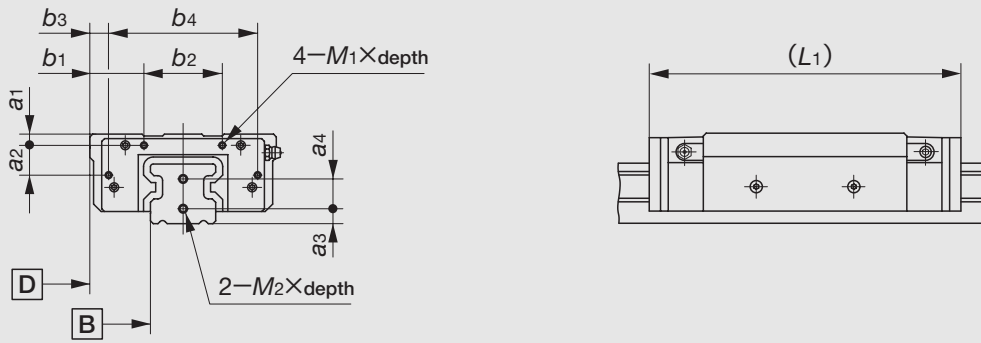 b3 b4
b1 b2
4−M1×depth
(L1)
a1
a2
a4
a3
D
2−M2×depth
B